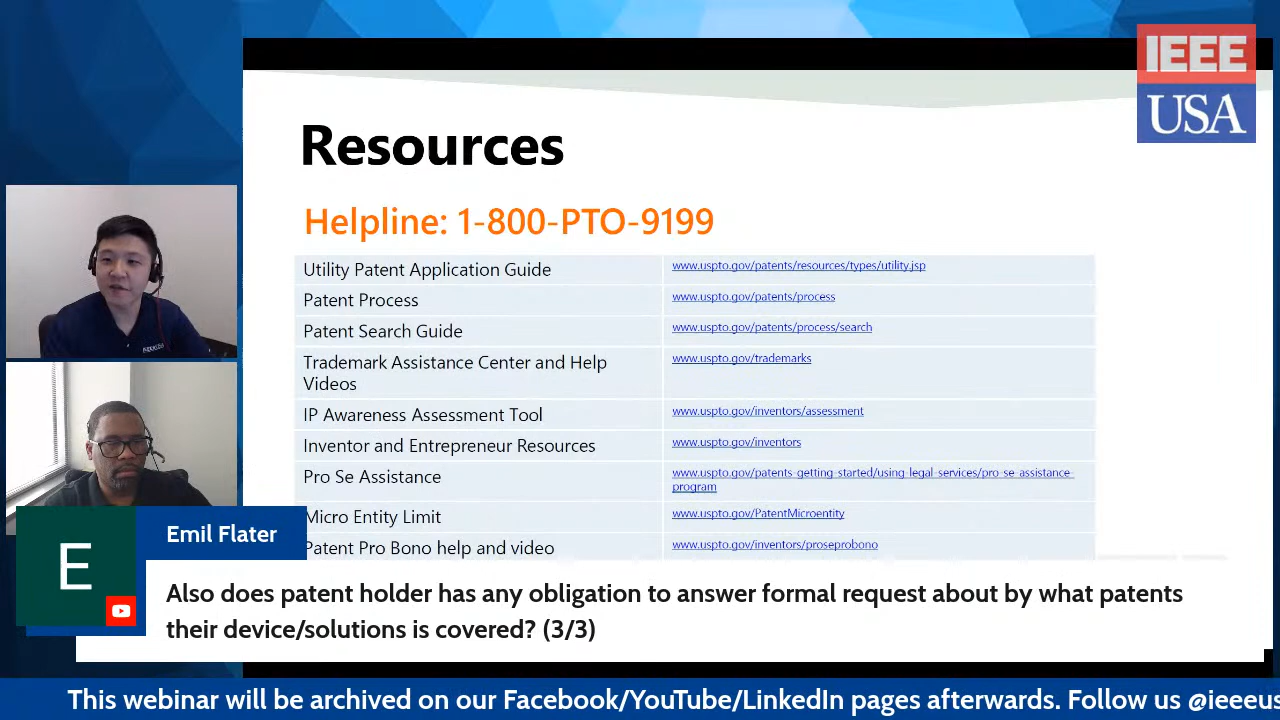 IEEE
USA
Resources
Helpline: 1-800-PTO-9199
Utility Patent Application Guide
www.uspto.gov/patents/resources/types/utility.jsp
Patent Process
www.uspto.gov/patents/process
Patent Search Guide
www.uspto.gov/patents/process/search
Trademark Assistance Center and Help
Videos
www.uspto.gov/trademarks
IP Awareness Assessment Tool
www.uspto.gov/inventors/assessment
Inventor and Entrepreneur Resources
www.uspto.gov/inventors
Pro Se Assistance
www.uspto.gov/patents-getting-started/using-legal-services/pro-se-assistance-
program
Micro Entity Limit
www.uspto.gov/PatentMicroentity
Patent Pro Bono help and video
www.uspto.gov/inventors/proseprobono
E
Emil Flater
Also does patent holder has any obligation to answer formal request about by what patents
their device/solutions is covered? (3/3)
This webinar will be archived on our Facebook/YouTube/LinkedIn pages afterwards. Follow us @ieeeus